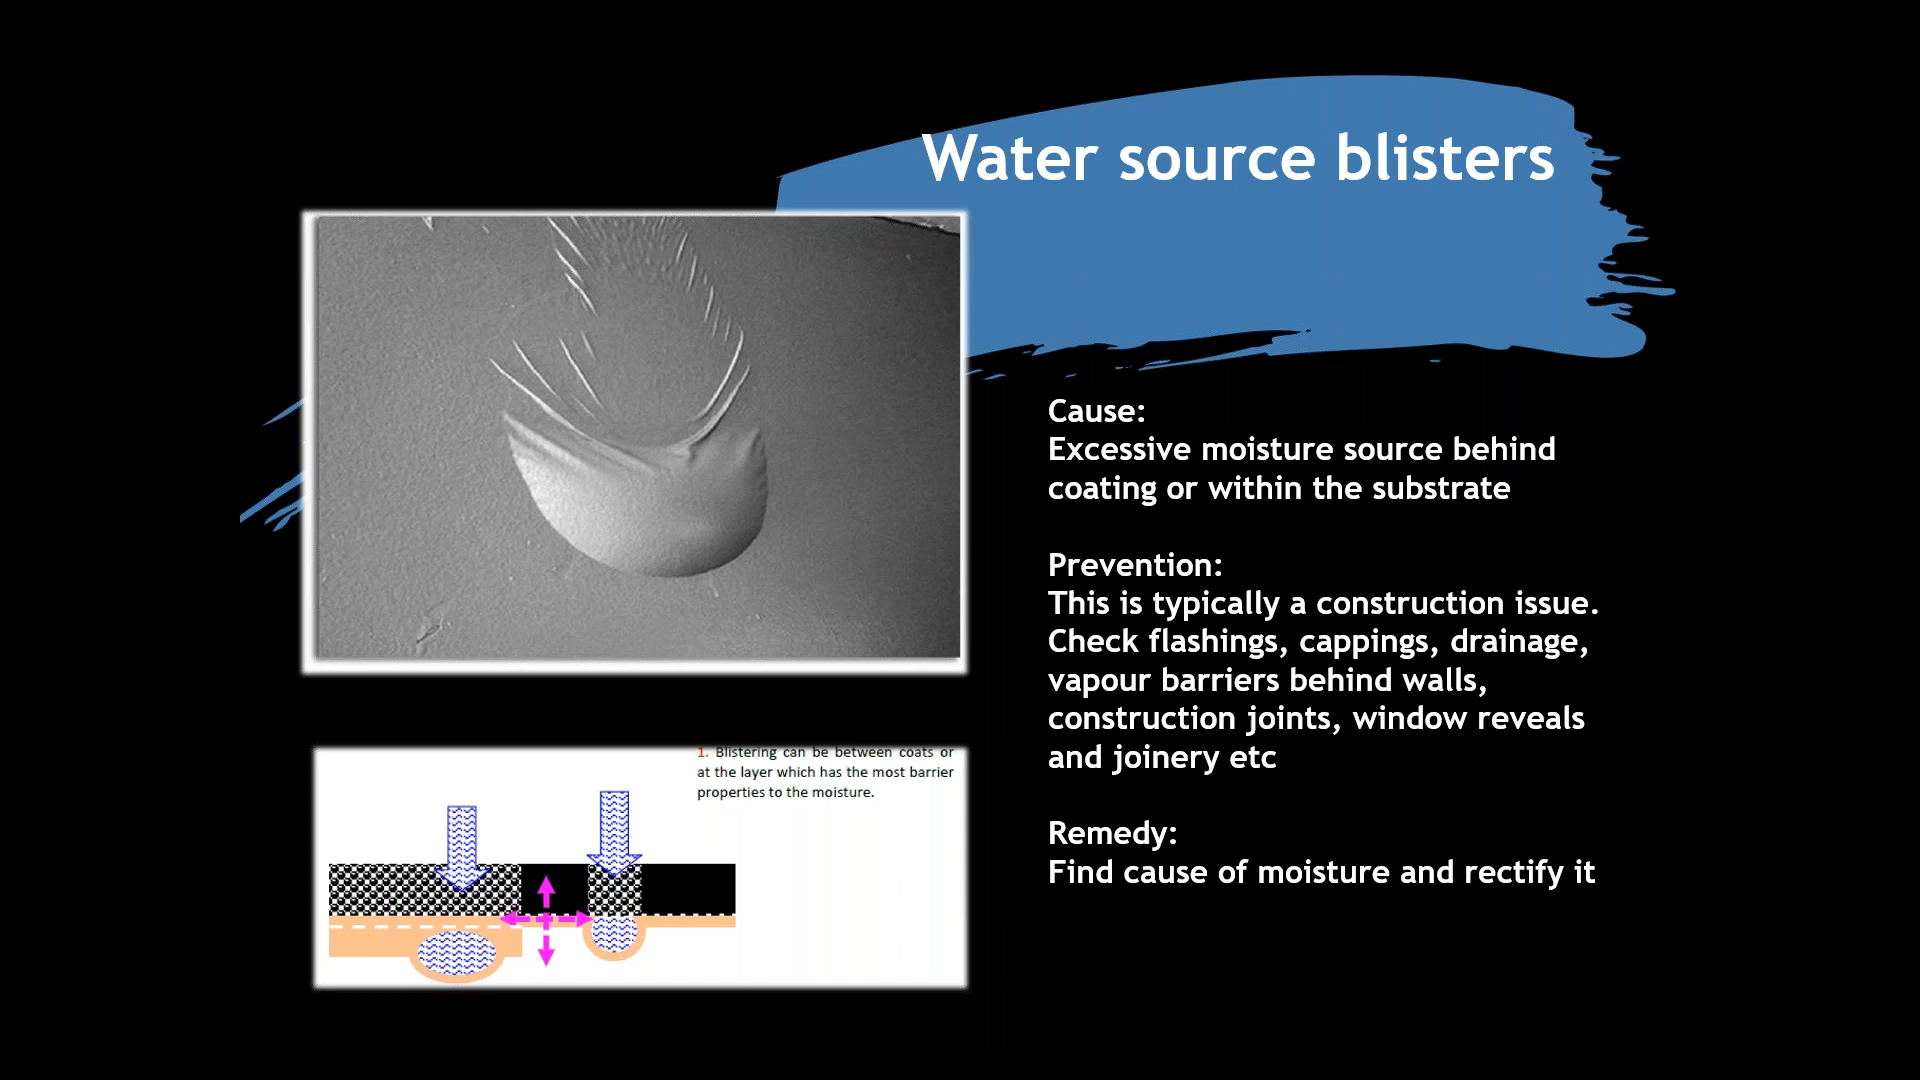 Water source blisters
Cause:
Excessive moisture source behind
coating or within the substrate
Prevention:
This is typically a construction issue.
Check flashings, cappings, drainage,
vapour barriers behind walls,
construction joints, window reveals
and joinery etc
Remedy:
Find cause of moisture and rectify it
1. Blistering can be between coats or
at the layer which has the most barrier
properties to the moisture.